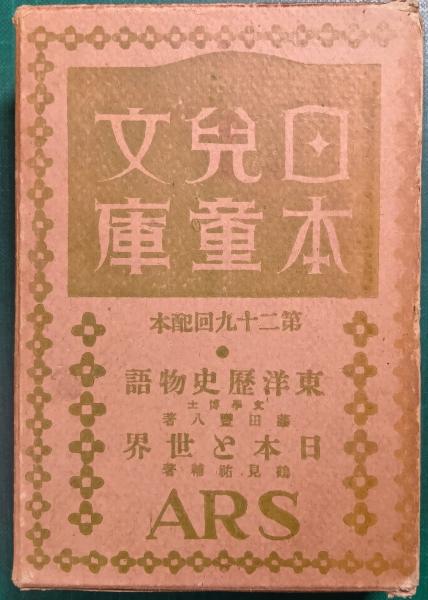 日本
兒童
文庫
第二十九回配本
東洋歴史物語
文學博士
藤田豐八著
日本と世界
鶴見祐輔著
ARS